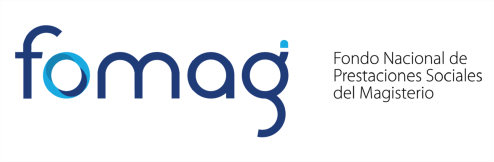 fomag
Fondo Nacional de
Prestaciones Sociales
del Magisterio